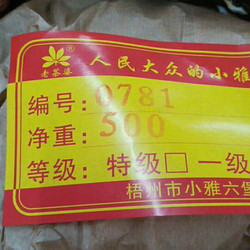 老茶婆® 人民大众的小雅
编号: 0781
净重: 500
等级: 特级□ 一级
梧州市小雅六堡